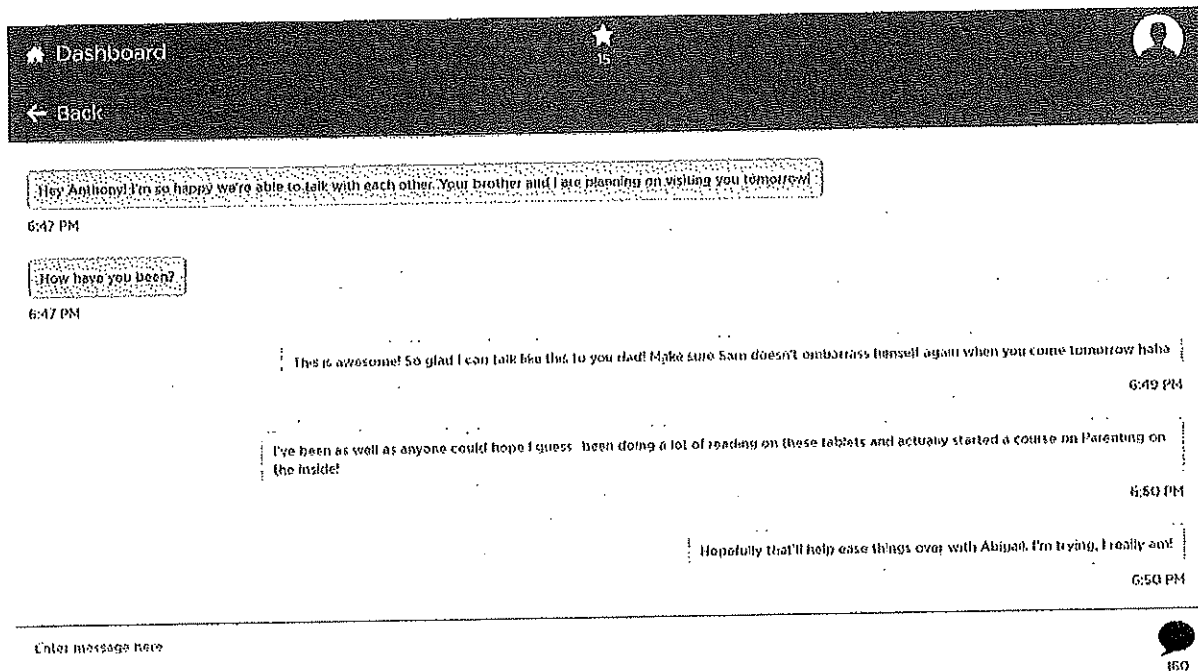 Dashboard
15
Back
Hey Anthony! I'm so happy we're able to talk with each other. Your brother and I are planning on visiting you tomorrow
6:47 PM
How have you been?
6:47 PM
This is awesome! So glad I can talk like this to you dad! Make sure Sam doesn't embarrass himself again when you come tomorrow haha
6:49 PM
I've been as well as anyone could hope I guess been doing a lot of reading on these tablets and actually started a course on Parenting on
the inside!
6:50 PM
Hopefully that'll help ease things over with Abigail. I'm trying, I really am!
6:50 PM
Enter message here
160